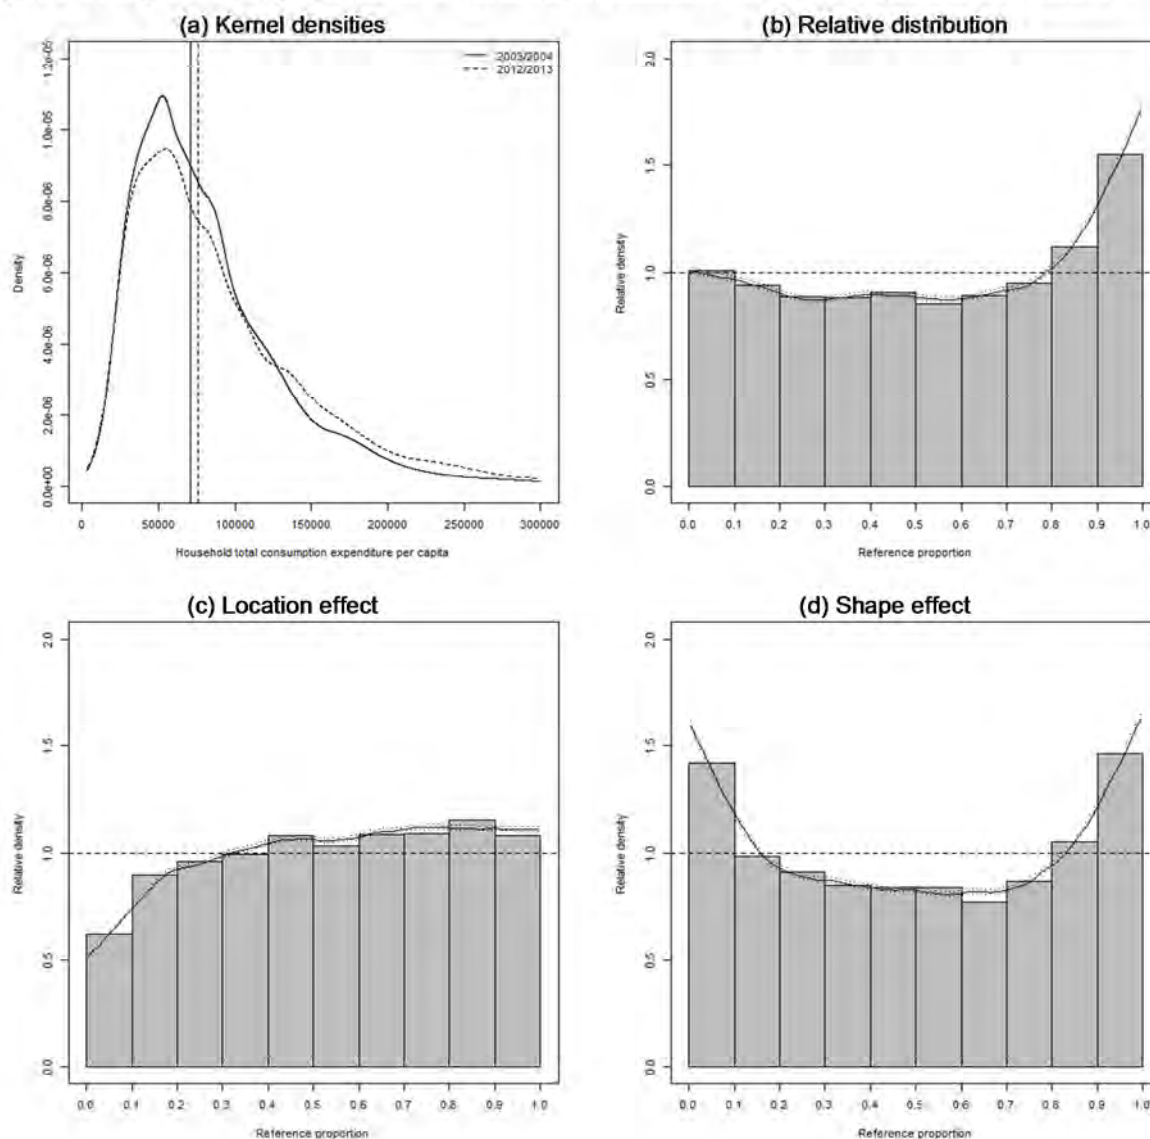 (a) Kernel densities
2003/2004
2012/2013
1.2e-05
1.0e-05
8.0e-06
6.0e-06
4.0e-06
2.0e-06
0.0e+00
Density
0 50000 100000 150000 200000 250000 300000
Household total consumption expenditure per capita
(b) Relative distribution
2.0
1.5
1.0
0.5
0.0
Relative density
0.0 0.1 0.2 0.3 0.4 0.5 0.6 0.7 0.8 0.9 1.0
Reference proportion
(c) Location effect
2.0
1.5
1.0
0.5
0.0
Relative density
0.0 0.1 0.2 0.3 0.4 0.5 0.6 0.7 0.8 0.9 1.0
Reference proportion
(d) Shape effect
2.0
1.5
1.0
0.5
0.0
Relative density
0.0 0.1 0.2 0.3 0.4 0.5 0.6 0.7 0.8 0.9 1.0
Reference proportion